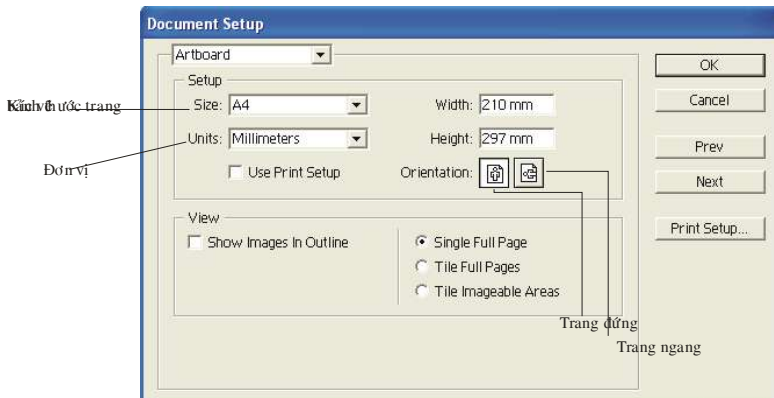 Document Setup
Artboard
OK
Setup
Size: A4
Width: 210 mm
Cancel
thước trang
Units: Millimeters
Height: 297 mm
Prev
Đơn vị
Use Print Setup
Orientation:
Next
View
Print Setup...
Show Images In Outline
Single Full Page
Tile Full Pages
Tile Imageable Areas
Trang đứng
Trang ngang